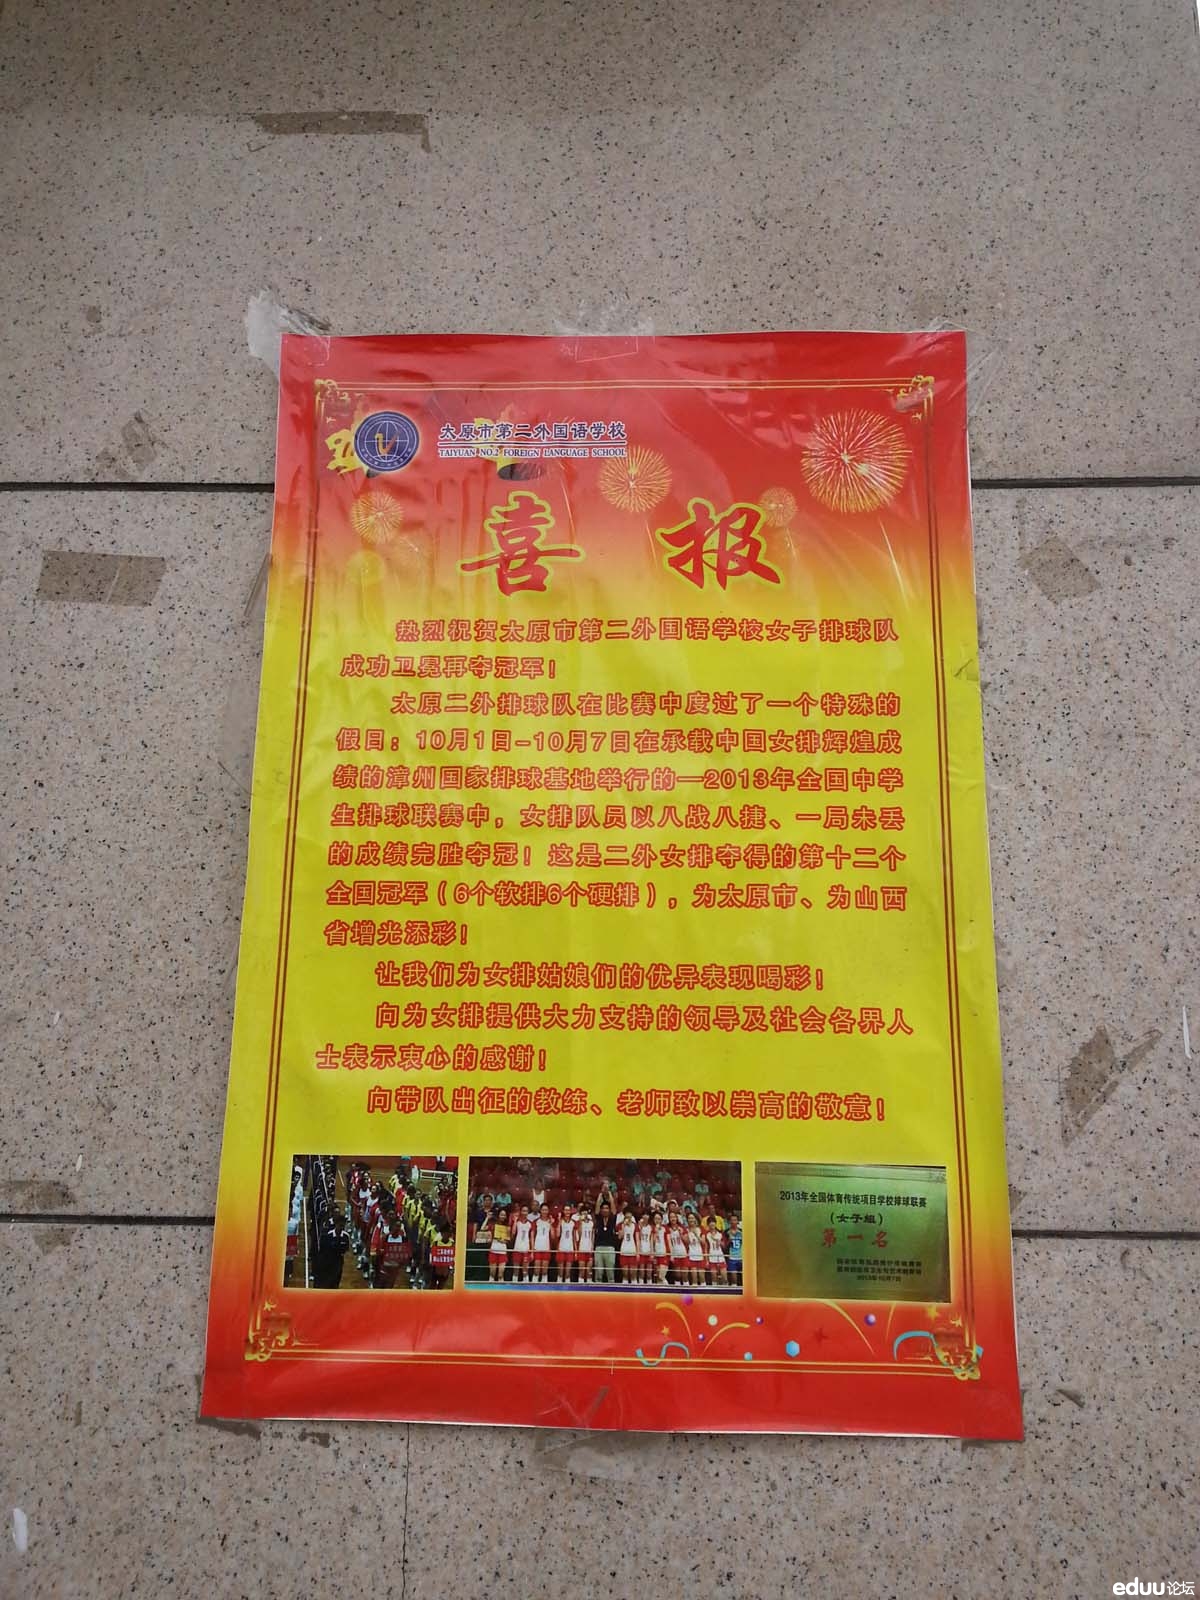 太原市第二外国语学校
TAIYUAN NO.2 FOREIGN LANGUAGE SCHOOL
喜 报
热烈祝贺太原市第二外国语学校女子排球队
成功卫冕再夺冠军！
太原二外排球队在比赛中度过了一个特殊的
假日：10月1日-10月7日在承载中国女排辉煌成
绩的漳州国家排球基地举行的—2013年全国中学
生排球联赛中，女排队员以八战八捷、一局未丢
的成绩完胜夺冠！这是二外女排夺得的第十二个
全国冠军（6个软排6个硬排），为太原市、为山西
省增光添彩！
让我们为女排姑娘们的优异表现喝彩！
向为女排提供大力支持的领导及社会各界人
士表示衷心的感谢！
向带队出征的教练、老师致以崇高的敬意！
2013年全国体育传统项目学校排球联赛
（女子组）
第一名
2013年10月7日
eduu论坛